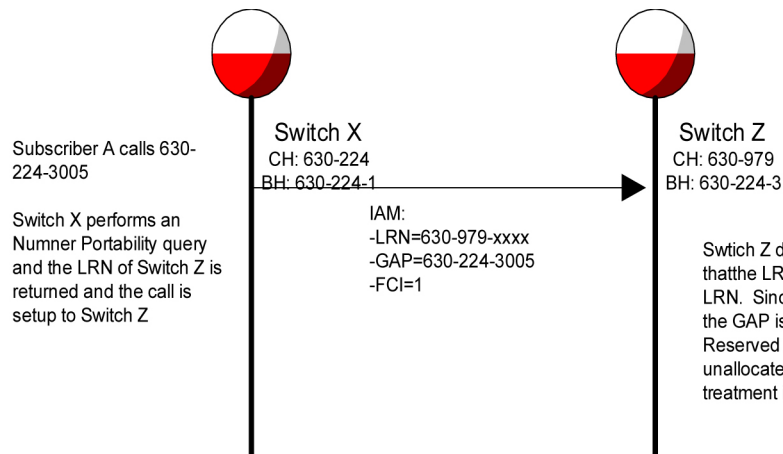 Subscriber A calls 630-
224-3005
Switch X performs an
Numner Portability query
and the LRN of Switch Z is
returned and the call is
setup to Switch Z
Switch X
CH: 630-224
BH: 630-224-1
IAM:
-LRN=630-979-xxxx
-GAP=630-224-3005
-FCI=1
Switch Z
CH: 630-979
BH: 630-224-3
Swtich Z d
thatthe LR
LRN. Sinc
the GAP is
Reserved
unallocate
treatment